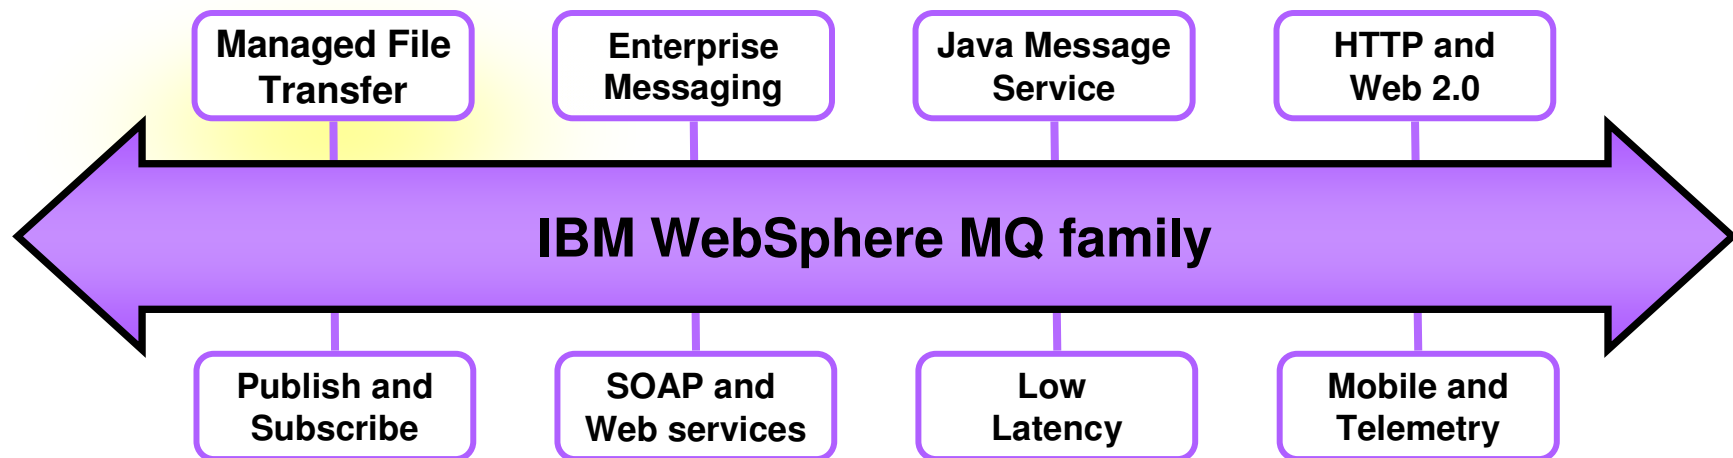 Managed File
Transfer
Enterprise
Messaging
Java Message
Service
HTTP and
Web 2.0
IBM WebSphere MQ family
Publish and
Subscribe
SOAP and
Web services
Low
Latency
Mobile and
Telemetry